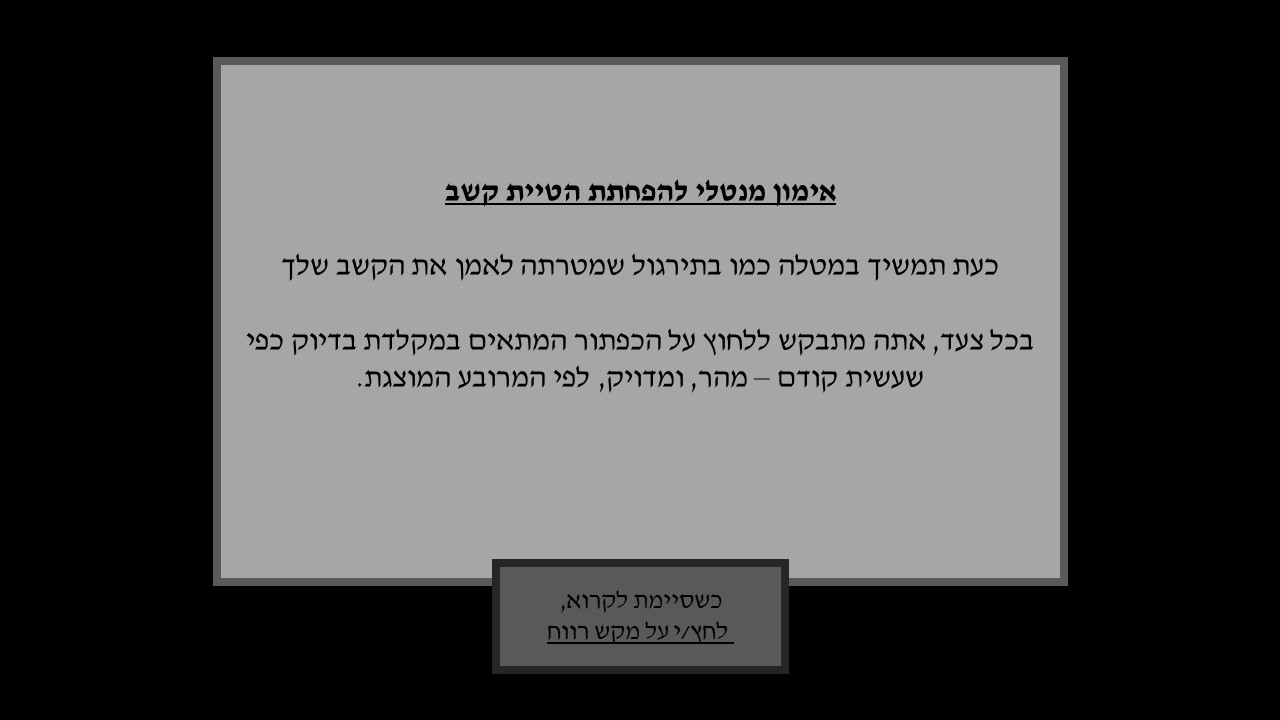 אימון מנטלי להפחתת הטיית קשב
כעת תמשיך במטלה כמו בתירגול שמטרתה לאמן את הקשב שלך
בכל צעד, אתה מתבקש ללחוץ על הכפתור המתאים במקלדת בדיוק כפי
שעשית קודם – מהר, ומדויק, לפי המרובע המוצגת.
כשסיימת לקרוא,
לחץ/י על מקש רווח